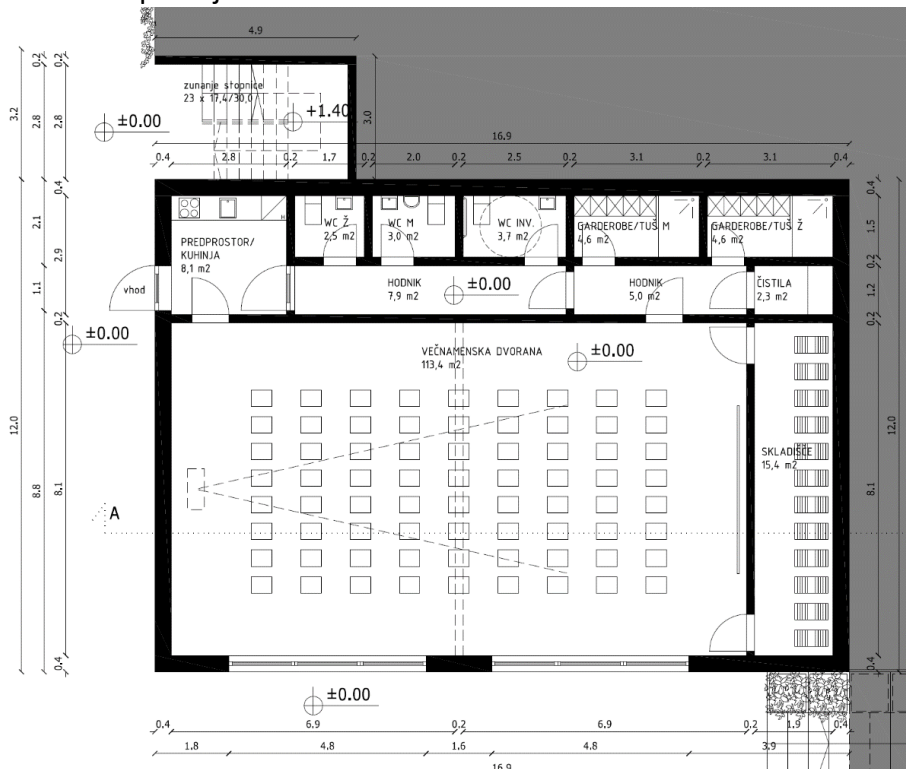 4.9
zunanje stopnice
23 x 17,4/30,0
+1.40
±0.00
3.0
16.9
0.2
0.2
0.2
3.2
2.8
2.8
0.4
2.8
0.2
1.7
0.2
2.0
0.2
2.5
0.2
3.1
0.2
3.1
0.4
0.4
0.4
2.1
2.9
1.5
WC Ž
2,5 m2
WC M
3,0 m2
WC INV.
3,7 m2
GARDEROBE/TUŠ M
4,6 m2
GARDEROBE/TUŠ Ž
4,6 m2
PREDPROSTOR/
KUHINJA
8,1 m2
0.2
vhod
HODNIK
7,9 m2
±0.00
HODNIK
5,0 m2
ČISTILA
2,3 m2
1.1
1.2
0.2
0.2
±0.00
VEČNAMENSKA DVORANA
113,4 m2
±0.00
12.0
8.8
8.1
SKLADIŠČE
15,4 m2
8.1
12.0
A
0.4
0.4
±0.00
0.4
6.9
0.2
6.9
0.2
1.9
0.4
1.8
4.8
1.6
4.8
3.9
16.9